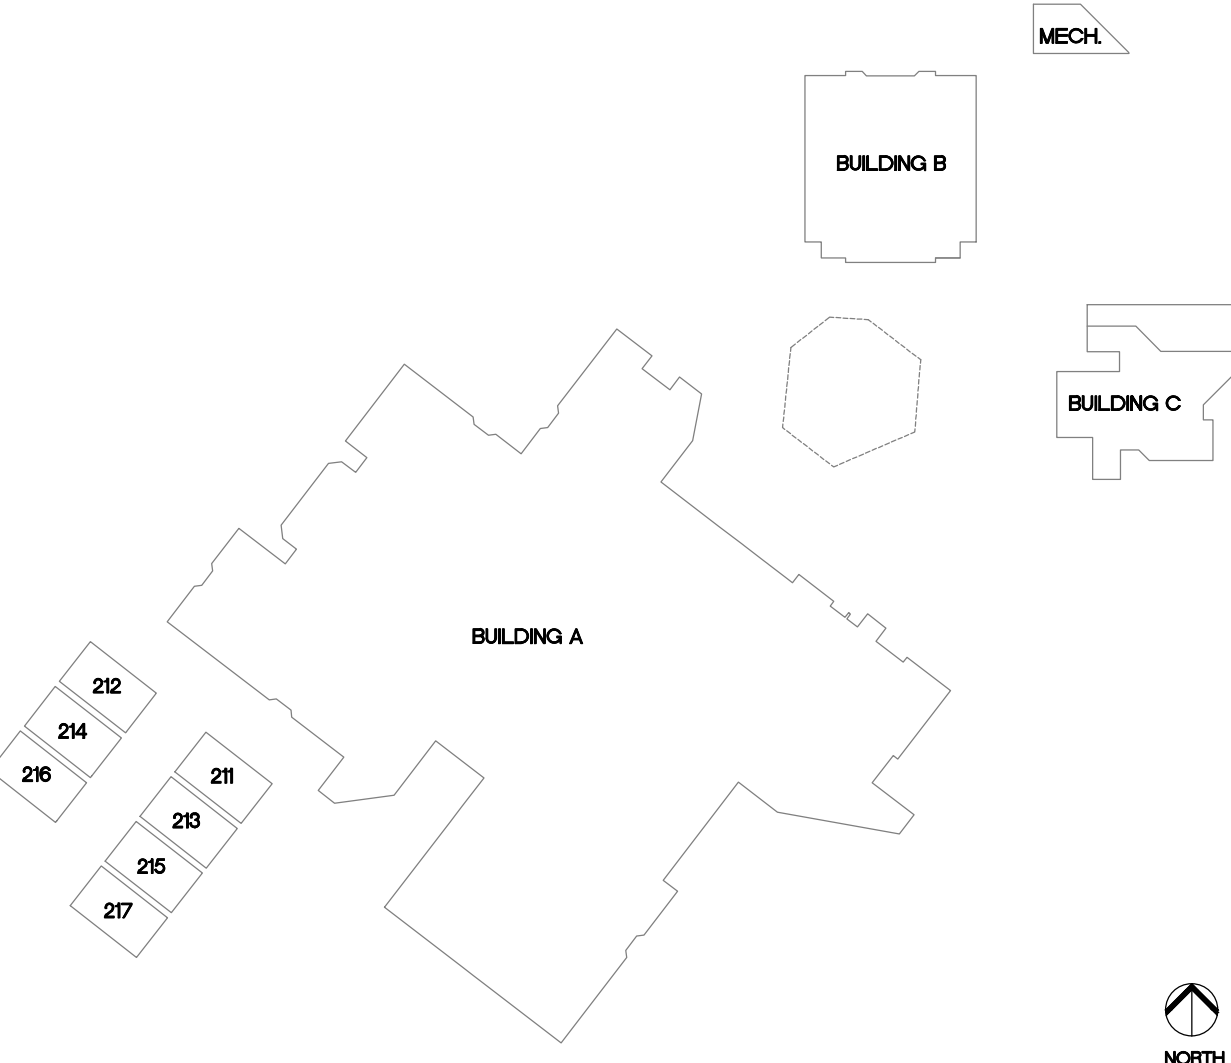 MECH.
BUILDING B
BUILDING C
BUILDING A
212
214
216
211
213
215
217
NORTH